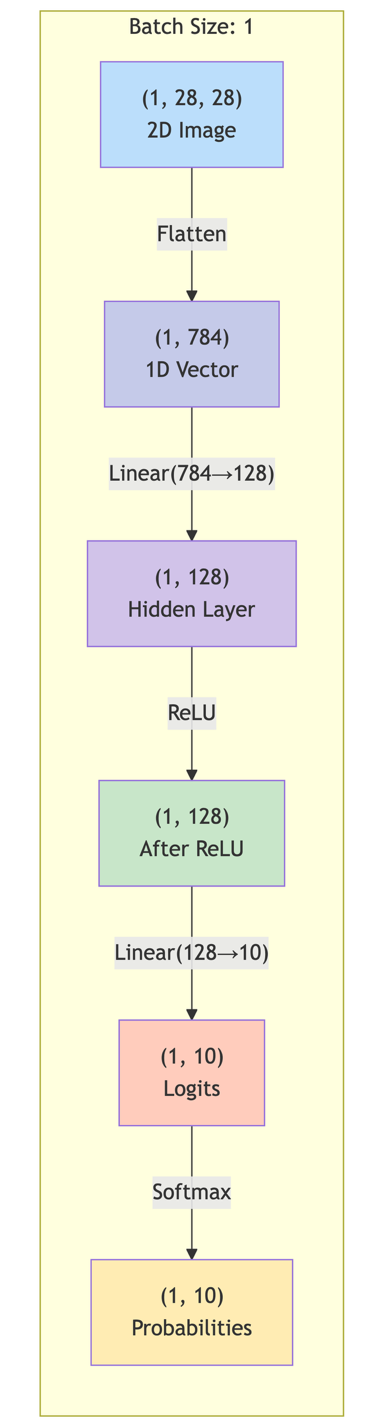 Batch Size: 1
(1, 28, 28)
2D Image
Flatten
(1, 784)
1D Vector
Linear(784→128)
(1, 128)
Hidden Layer
ReLU
(1, 128)
After ReLU
Linear(128→10)
(1, 10)
Logits
Softmax
(1, 10)
Probabilities